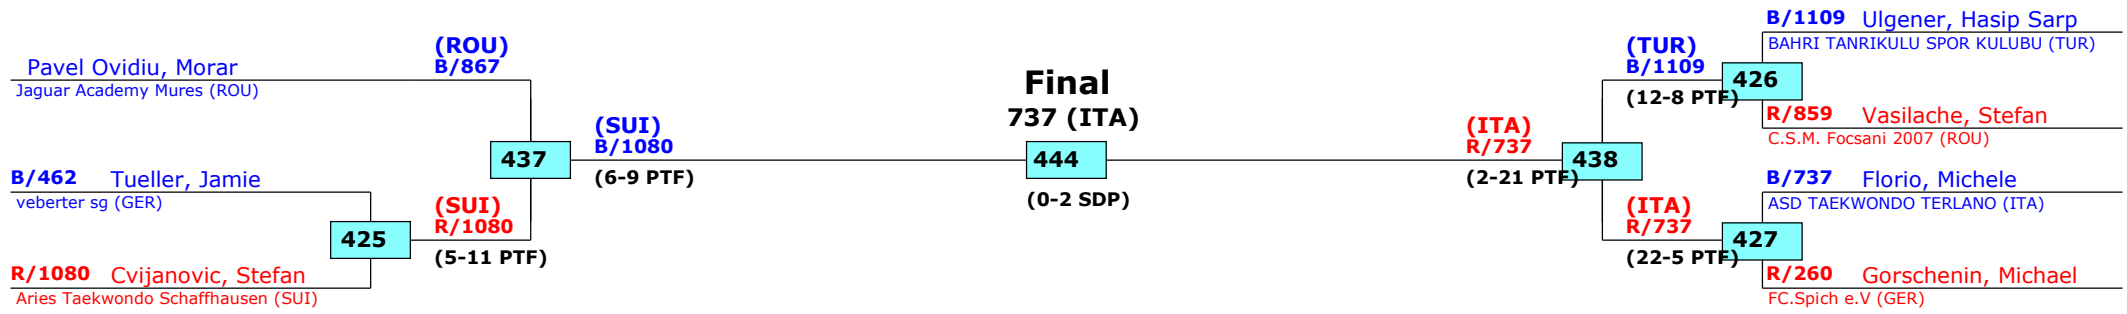 Pavel Ovidiu, Morar
Jaguar Academy Mures (ROU)
B/462 Tueller, Jamie
veberter sg (GER)
R/1080 Cvijanovic, Stefan
Aries Taekwondo Schaffhausen (SUI)
425
(ROU)
B/867
(SUI)
R/1080
(5-11 PTF)
437
(SUI)
B/1080
(6-9 PTF)
Final
737 (ITA)
444
(0-2 SDP)
(ITA)
R/737
(2-21 PTF)
438
(TUR)
B/1109
(12-8 PTF)
(ITA)
R/737
(22-5 PTF)
426
427
B/1109 Ulgener, Hasip Sarp
BAHRI TANRIKULU SPOR KULUBU (TUR)
R/859 Vasilache, Stefan
C.S.M. Focsani 2007 (ROU)
B/737 Florio, Michele
ASD TAEKWONDO TERLANO (ITA)
R/260 Gorschenin, Michael
FC.Spich e.V (GER)